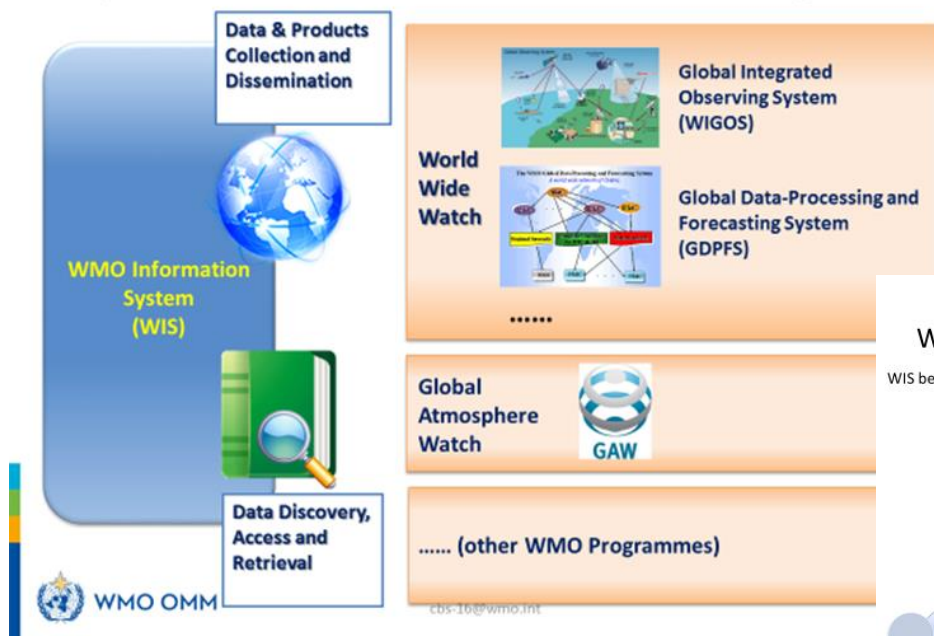 Data & Products
Collection and
Dissemination
WMO Information
System
(WIS)
Data Discovery,
Access and
Retrieval
WMO OMM
World
Wide
Watch
Global Integrated
Observing System
(WIGOS)
Global Data-Processing and
Forecasting System
(GDPFS)
......
Global
Atmosphere
Watch
GAW
...... (other WMO Programmes)
cbs-16@wmo.int
W
WIS be